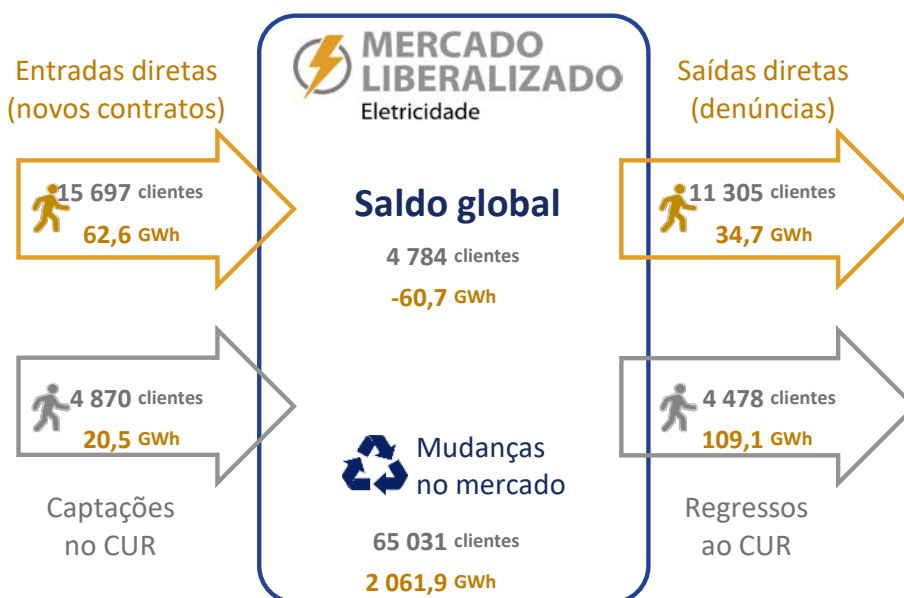 Entradas diretas
(novos contratos)
15 697 clientes
62,6 GWh
4 870 clientes
20,5 GWh
Captações
no CUR
MERCADO
LIBERALIZADO
Eletricidade
Saldo global
4 784 clientes
-60,7 GWh
Mudanças
no mercado
65 031 clientes
2 061,9 GWh
Saídas diretas
(denúncias)
11 305 clientes
34,7 GWh
4 478 clientes
109,1 GWh
Regressos
ao CUR